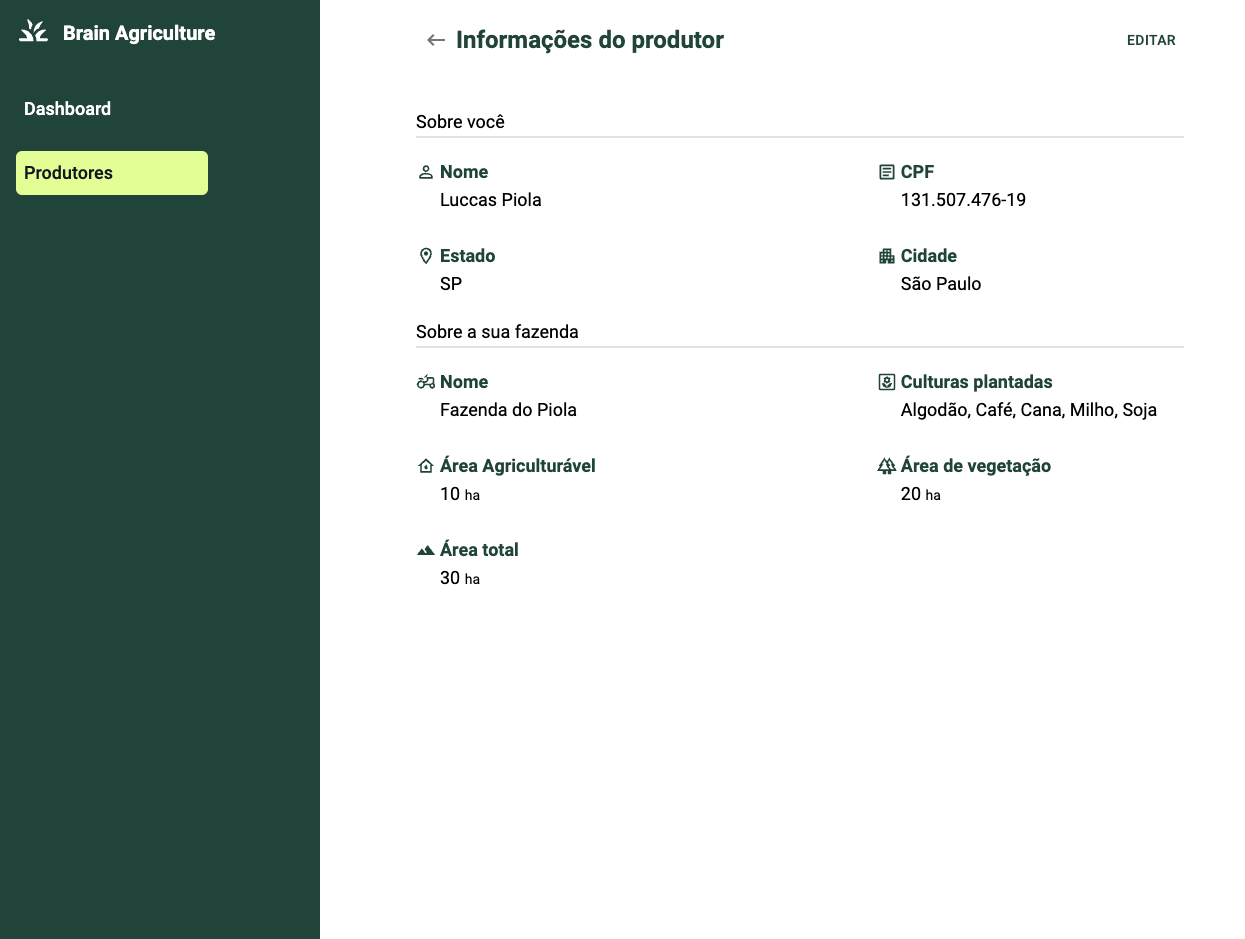 Brain Agriculture
Dashboard
Produtores
Informações do produtor
EDITAR
Sobre você
Nome
Luccas Piola
CPF
131.507.476-19
Estado
SP
Cidade
São Paulo
Sobre a sua fazenda
Nome
Fazenda do Piola
Culturas plantadas
Algodão, Café, Cana, Milho, Soja
Área Agriculturável
10 ha
Área de vegetação
20 ha
Área total
30 ha